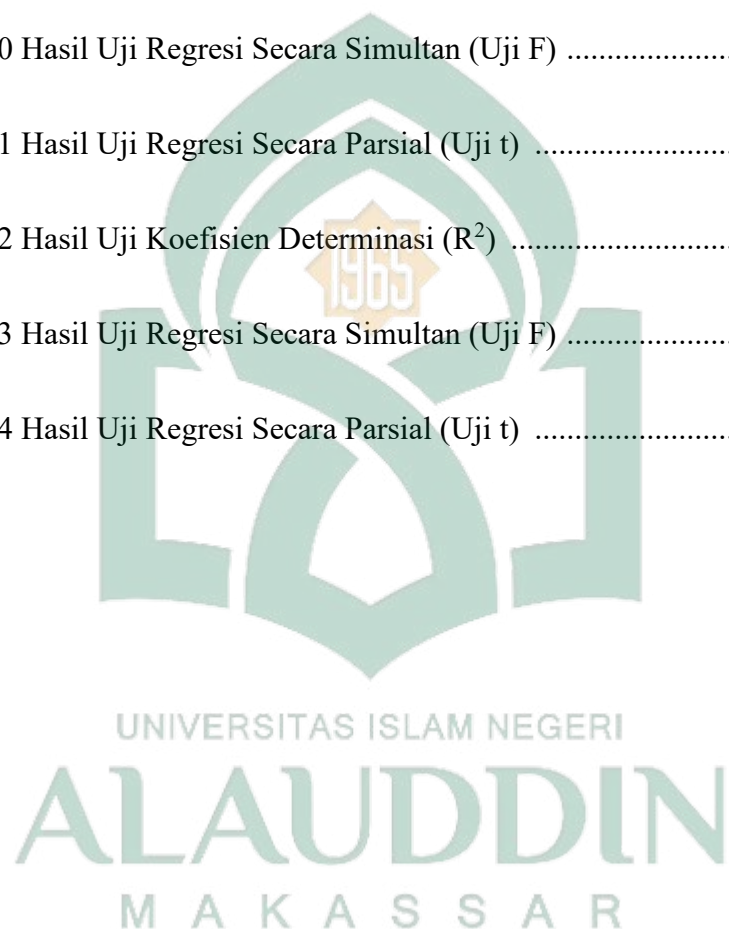 0 Hasil Uji Regresi Secara Simultan (Uji F) .....................
1 Hasil Uji Regresi Secara Parsial (Uji t) .........................
2 Hasil Uji Koefisien Determinasi (R²) ........................
1965
3 Hasil Uji Regresi Secara Simultan (Uji F) .....................
4 Hasil Uji Regresi Secara Parsial (Uji t) .........................
UNIVERSITAS ISLAM NEGERI
ALAUDDIN
MAKASSAR